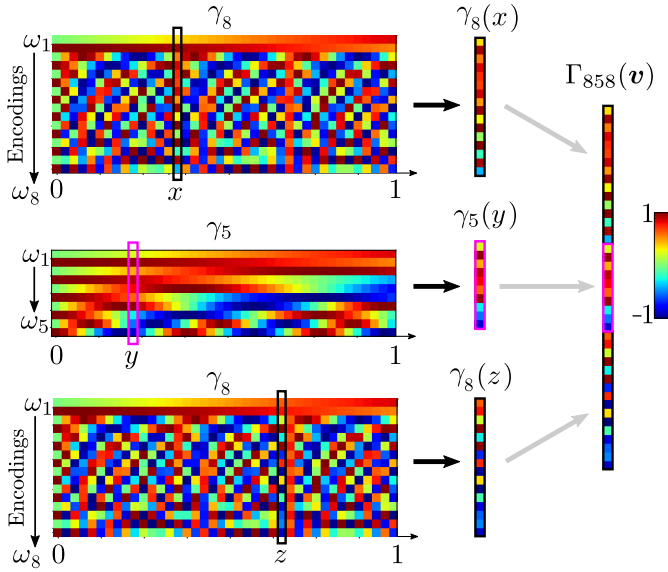 γ₈
γ₈(x)
ω₁
Encodings
ω₈
0
x
1
Γ₈₅₈(v)
γ₅
γ₅(y)
ω₁
ω₅
0
y
1
1
-1
γ₈
γ₈(z)
ω₁
Encodings
ω₈
0
z
1